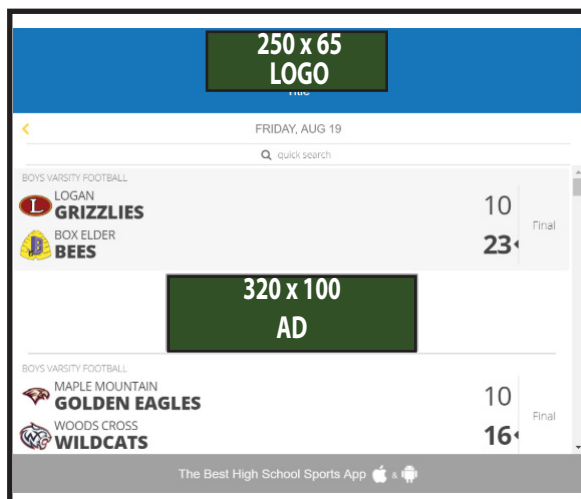 250 x 65
LOGO
Title
FRIDAY, AUG 19
quick search
BOYS VARSITY FOOTBALL
LOGAN
GRIZZLIES
10
BOX ELDER
BEES
23
Final
320 x 100
AD
BOYS VARSITY FOOTBALL
MAPLE MOUNTAIN
GOLDEN EAGLES
10
WOODS CROSS
WILDCATS
16
Final
The Best High School Sports App &